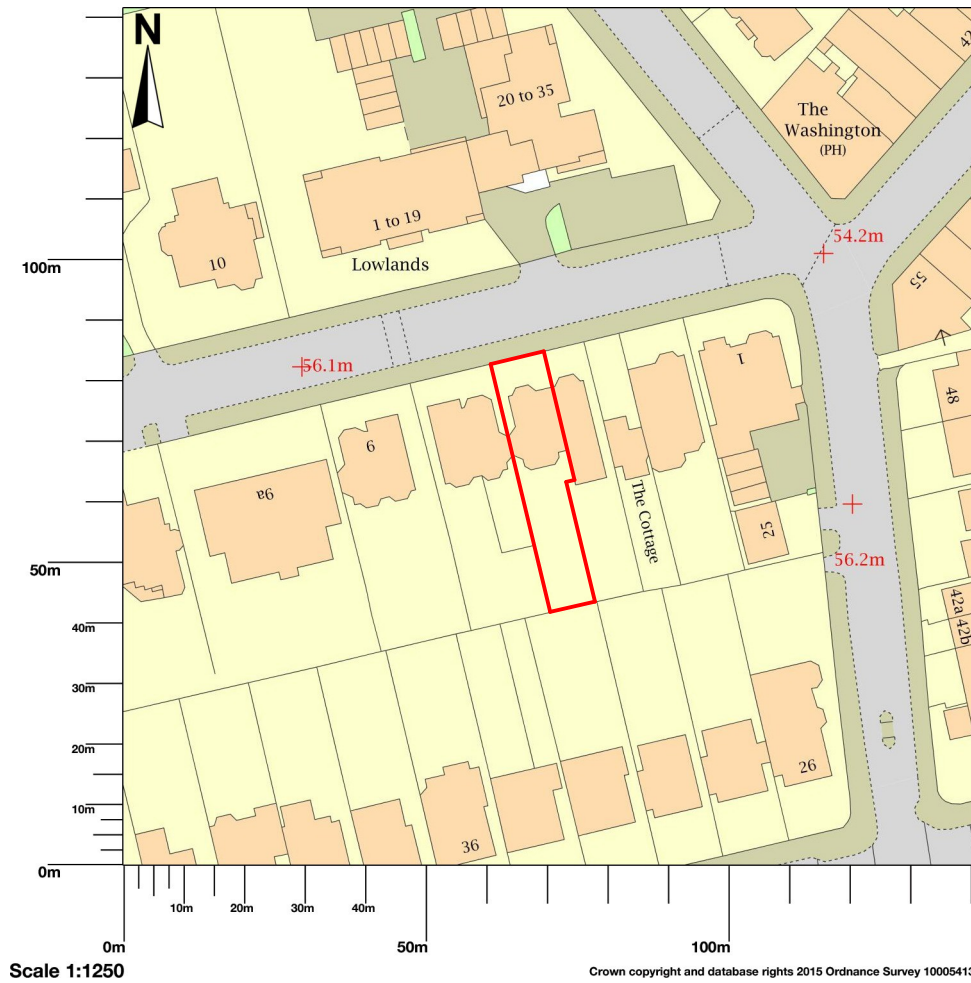 N
42
20 to 35
The
Washington
(PH)
1 to 19
54.2m
10
Lowlands
100m
55
56.1m
1
48
9
9a
The Cottage
25
50m
56.2m
42a
42b
40m
30m
20m
26
10m
36
0m
10m
20m
30m
40m
0m
50m
100m
Scale 1:1250
Crown copyright and database rights 2015 Ordnance Survey 10005413